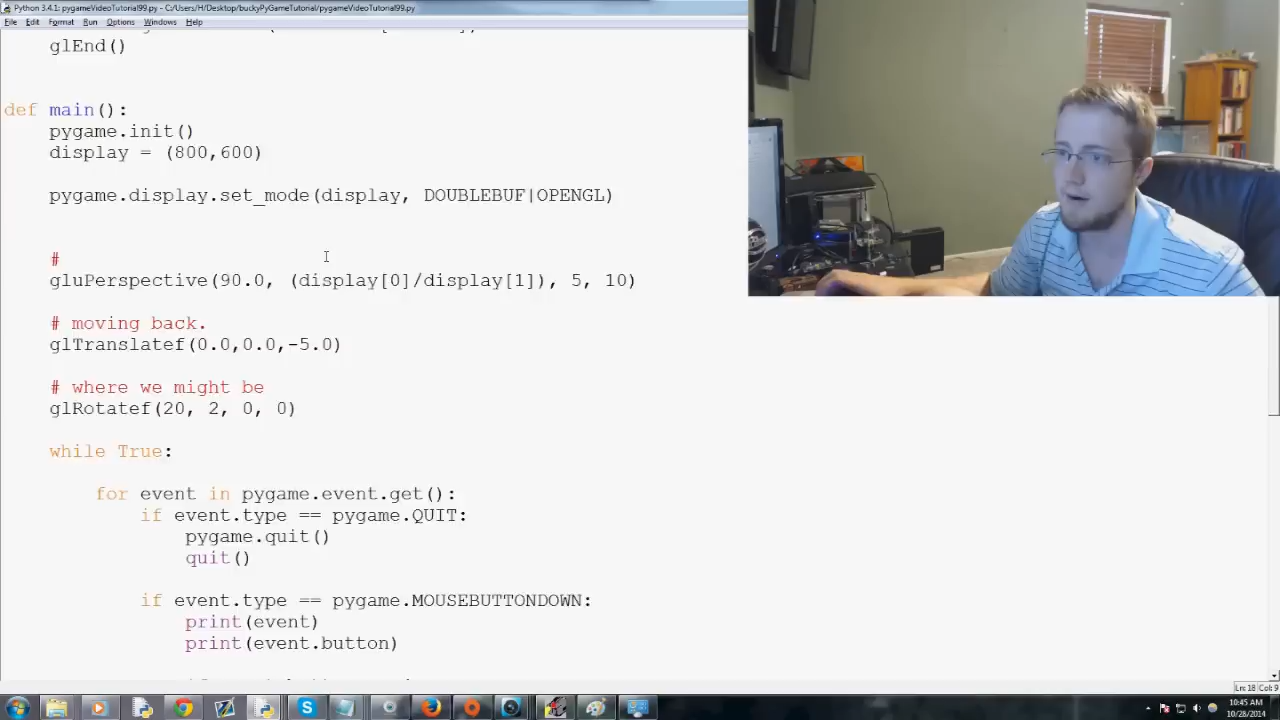 Python 3.4.1: pygameVideoTutorial99.py - C:/Users/H/Desktop/buckyPyGameTutorial/pygameVideoTutorial99.py
File Edit Format Run Options Windows Help
glEnd()
def main():
pygame.init()
display = (800,600)
pygame.display.set_mode(display, DOUBLEBUF|OPENGL)
#
gluPerspective(90.0, (display[0]/display[1]), 5, 10)
# moving back.
glTranslatef(0.0,0.0,-5.0)
# where we might be
glRotatef(20, 2, 0, 0)
while True:
for event in pygame.event.get():
if event.type == pygame.QUIT:
pygame.quit()
quit()
if event.type == pygame.MOUSEBUTTONDOWN:
print(event)
print(event.button)
Ln: 18 Col: 9
10:45 AM
10/28/2014